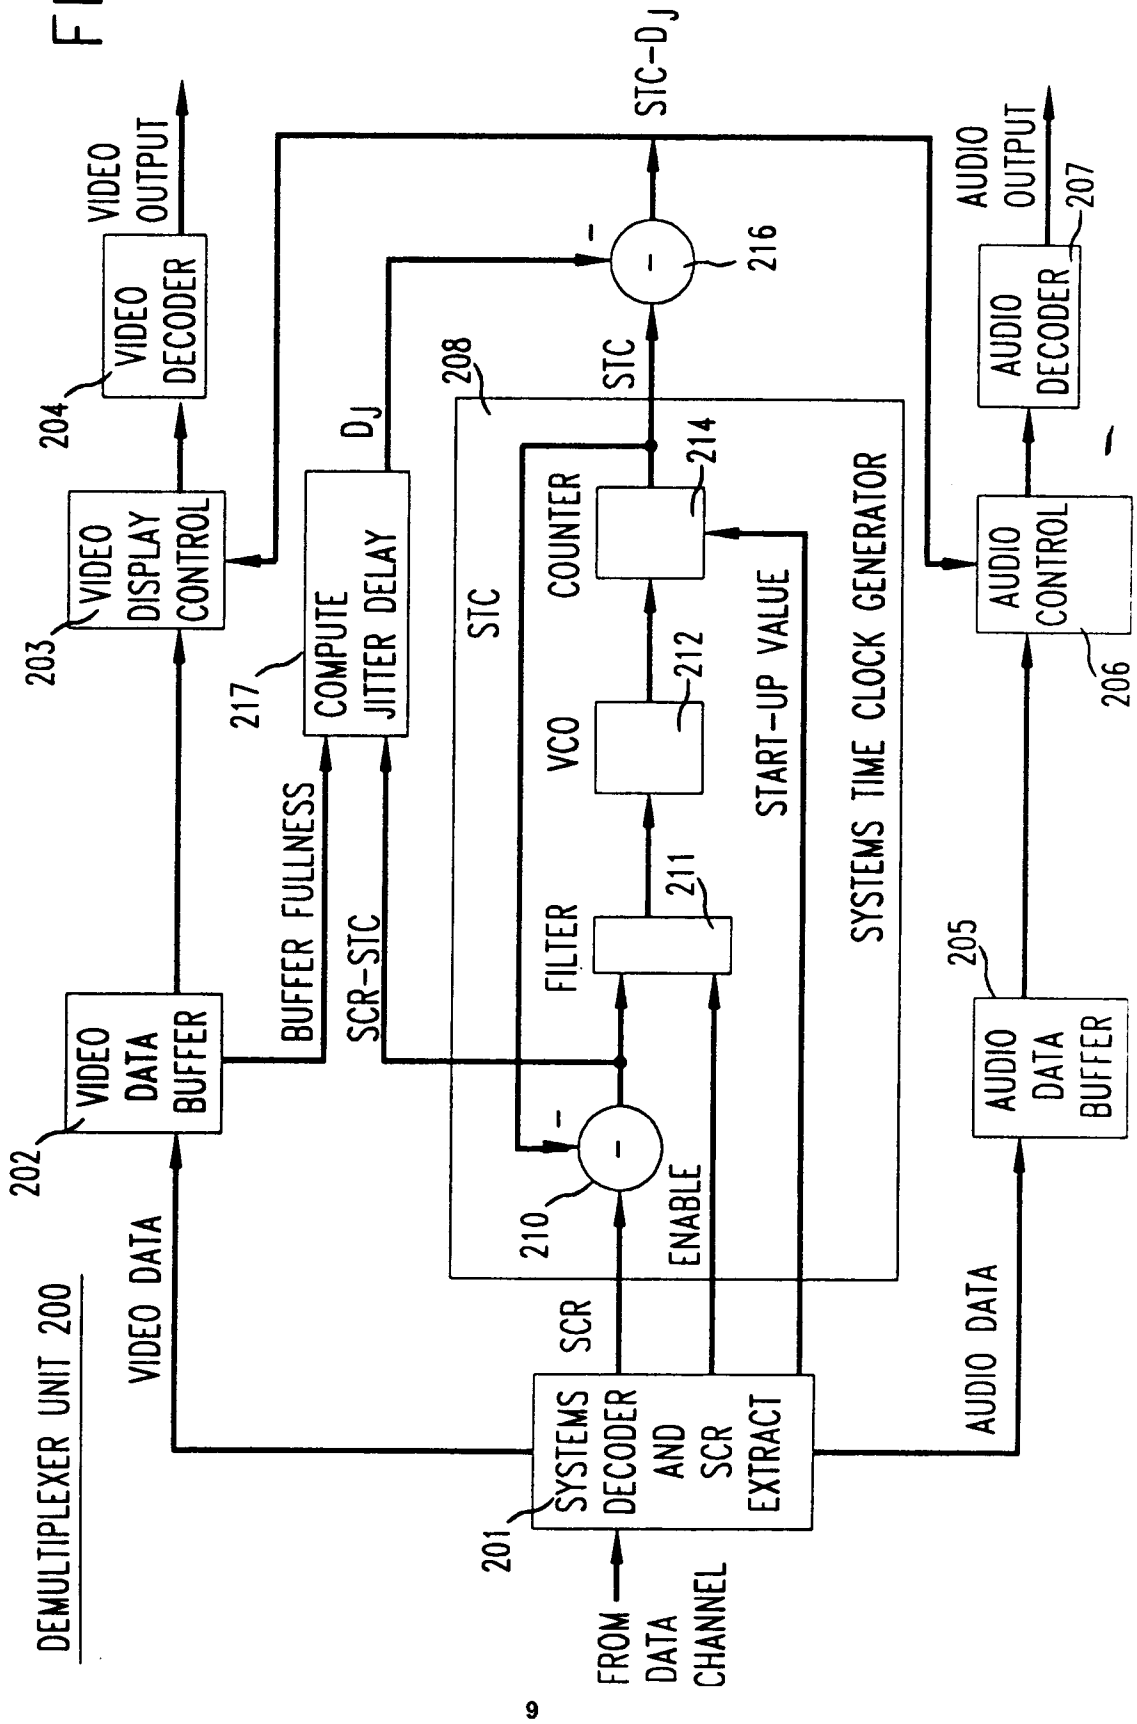 FI
DEMULTIPLEXER UNIT 200
202
VIDEO
DATA
BUFFER
VIDEO DATA
203
VIDEO
DISPLAY
CONTROL
204
VIDEO
DECODER
VIDEO
OUTPUT
BUFFER FULLNESS
SCR-STC
217
COMPUTE
JITTER DELAY
DJ
208
STC
STC
-
-
216
STC-DJ
FROM
DATA
CHANNEL
201
SYSTEMS
DECODER
AND
SCR
EXTRACT
SCR
210
-
-
ENABLE
FILTER
211
VCO
212
COUNTER
214
START-UP VALUE
SYSTEMS TIME CLOCK GENERATOR
AUDIO DATA
205
AUDIO
DATA
BUFFER
206
AUDIO
CONTROL
AUDIO
DECODER
207
AUDIO
OUTPUT
9